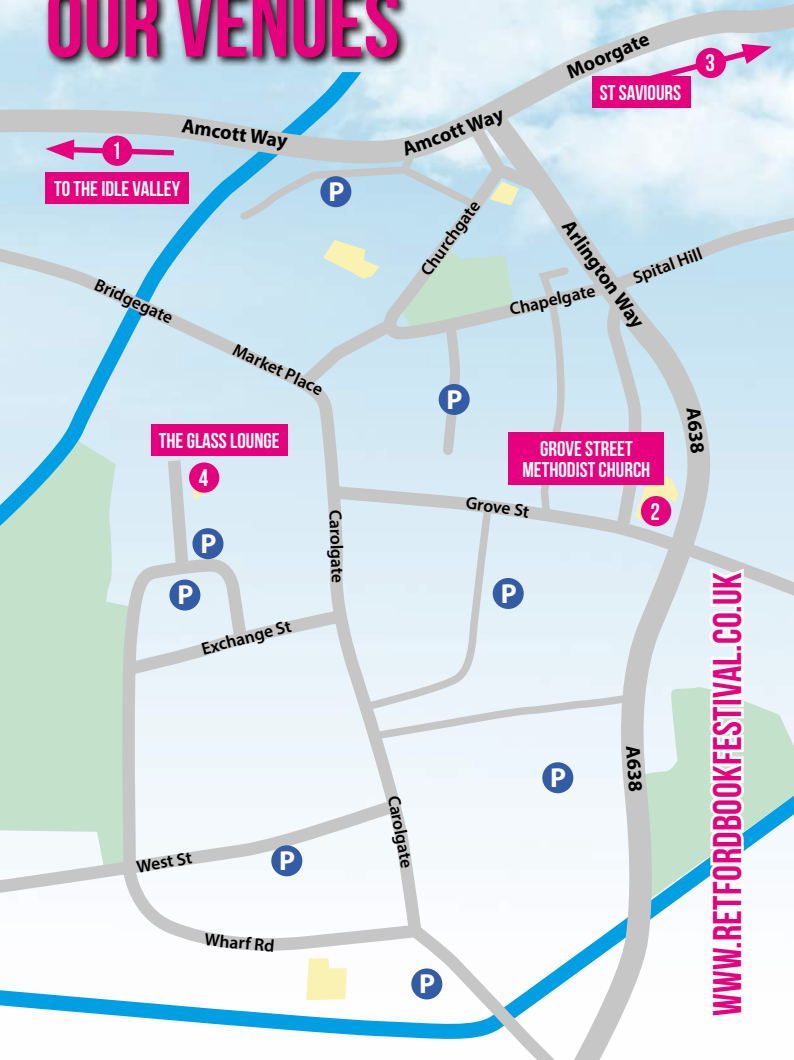 OUR VENUES
Moorgate
3
ST SAVIOURS
Amcott Way
Amcott Way
1
TO THE IDLE VALLEY
P
Churchgate
Arlington Way
Spital Hill
Chapelgate
Bridgegate
Market Place
P
A638
THE GLASS LOUNGE
4
GROVE STREET
METHODIST CHURCH
2
Grove St
Carolgate
P
P
P
Exchange St
WWW.RETFORDBOOKFESTIVAL.CO.UK
A638
P
Carolgate
West St
P
Wharf Rd
P